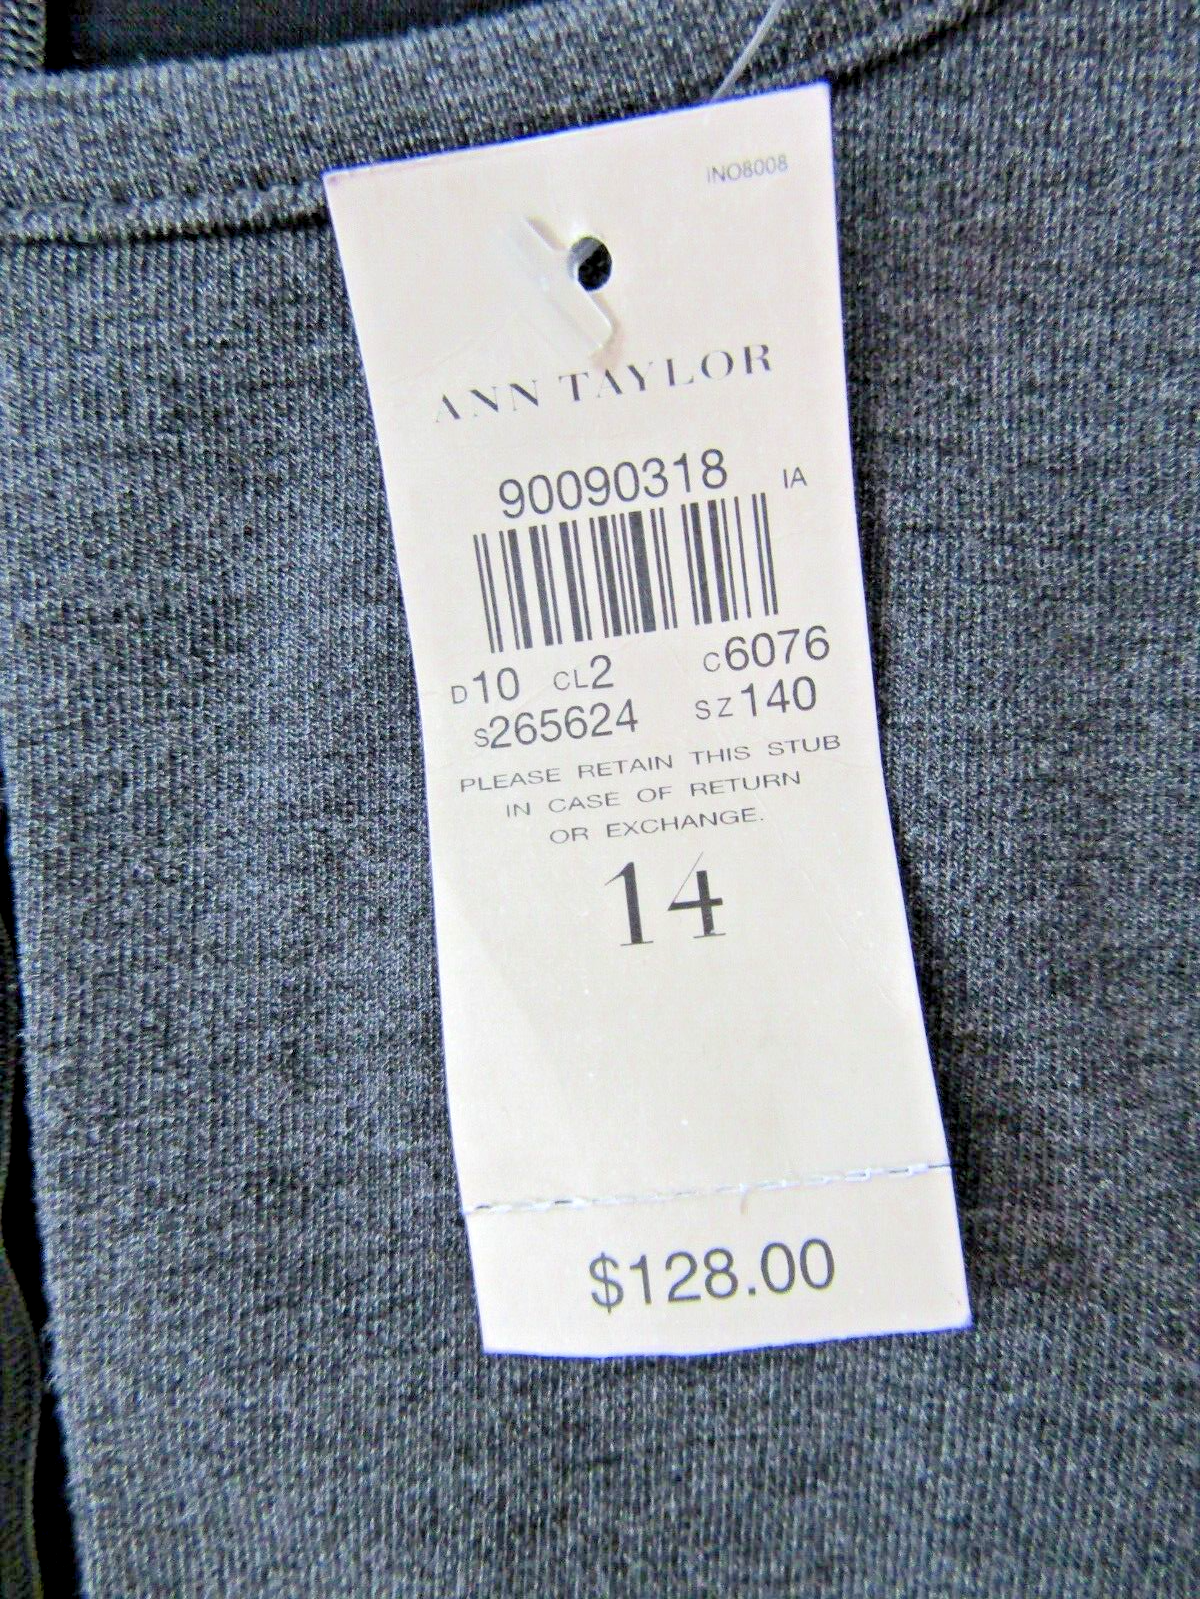 INO8008
ANN TAYLOR
90090318 IA
D10 CL2 C6076
S265624 SZ140
PLEASE RETAIN THIS STUB
IN CASE OF RETURN
OR EXCHANGE.
14
$128.00